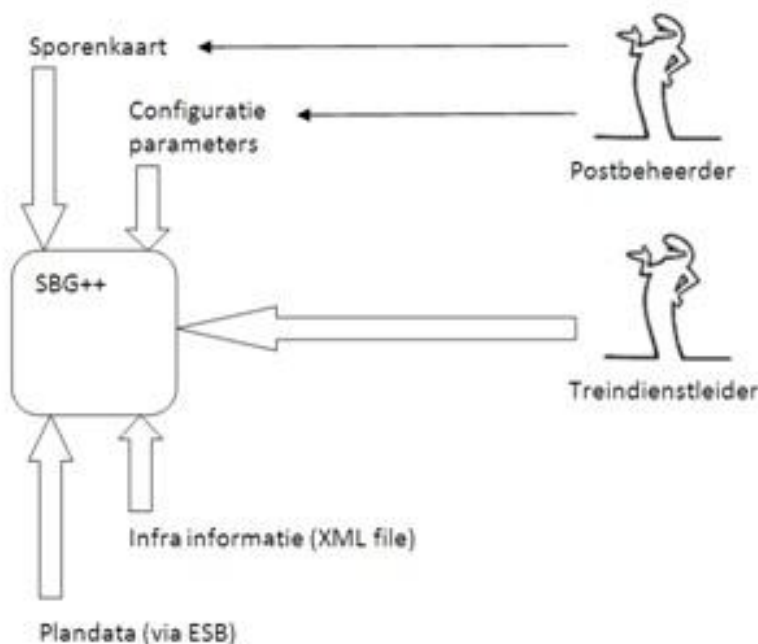 Sporenkaart
Configuratie
parameters
Postbeheerder
SBG++
Treindienstleider
Infra informatie (XML file)
Plandata (via ESB)